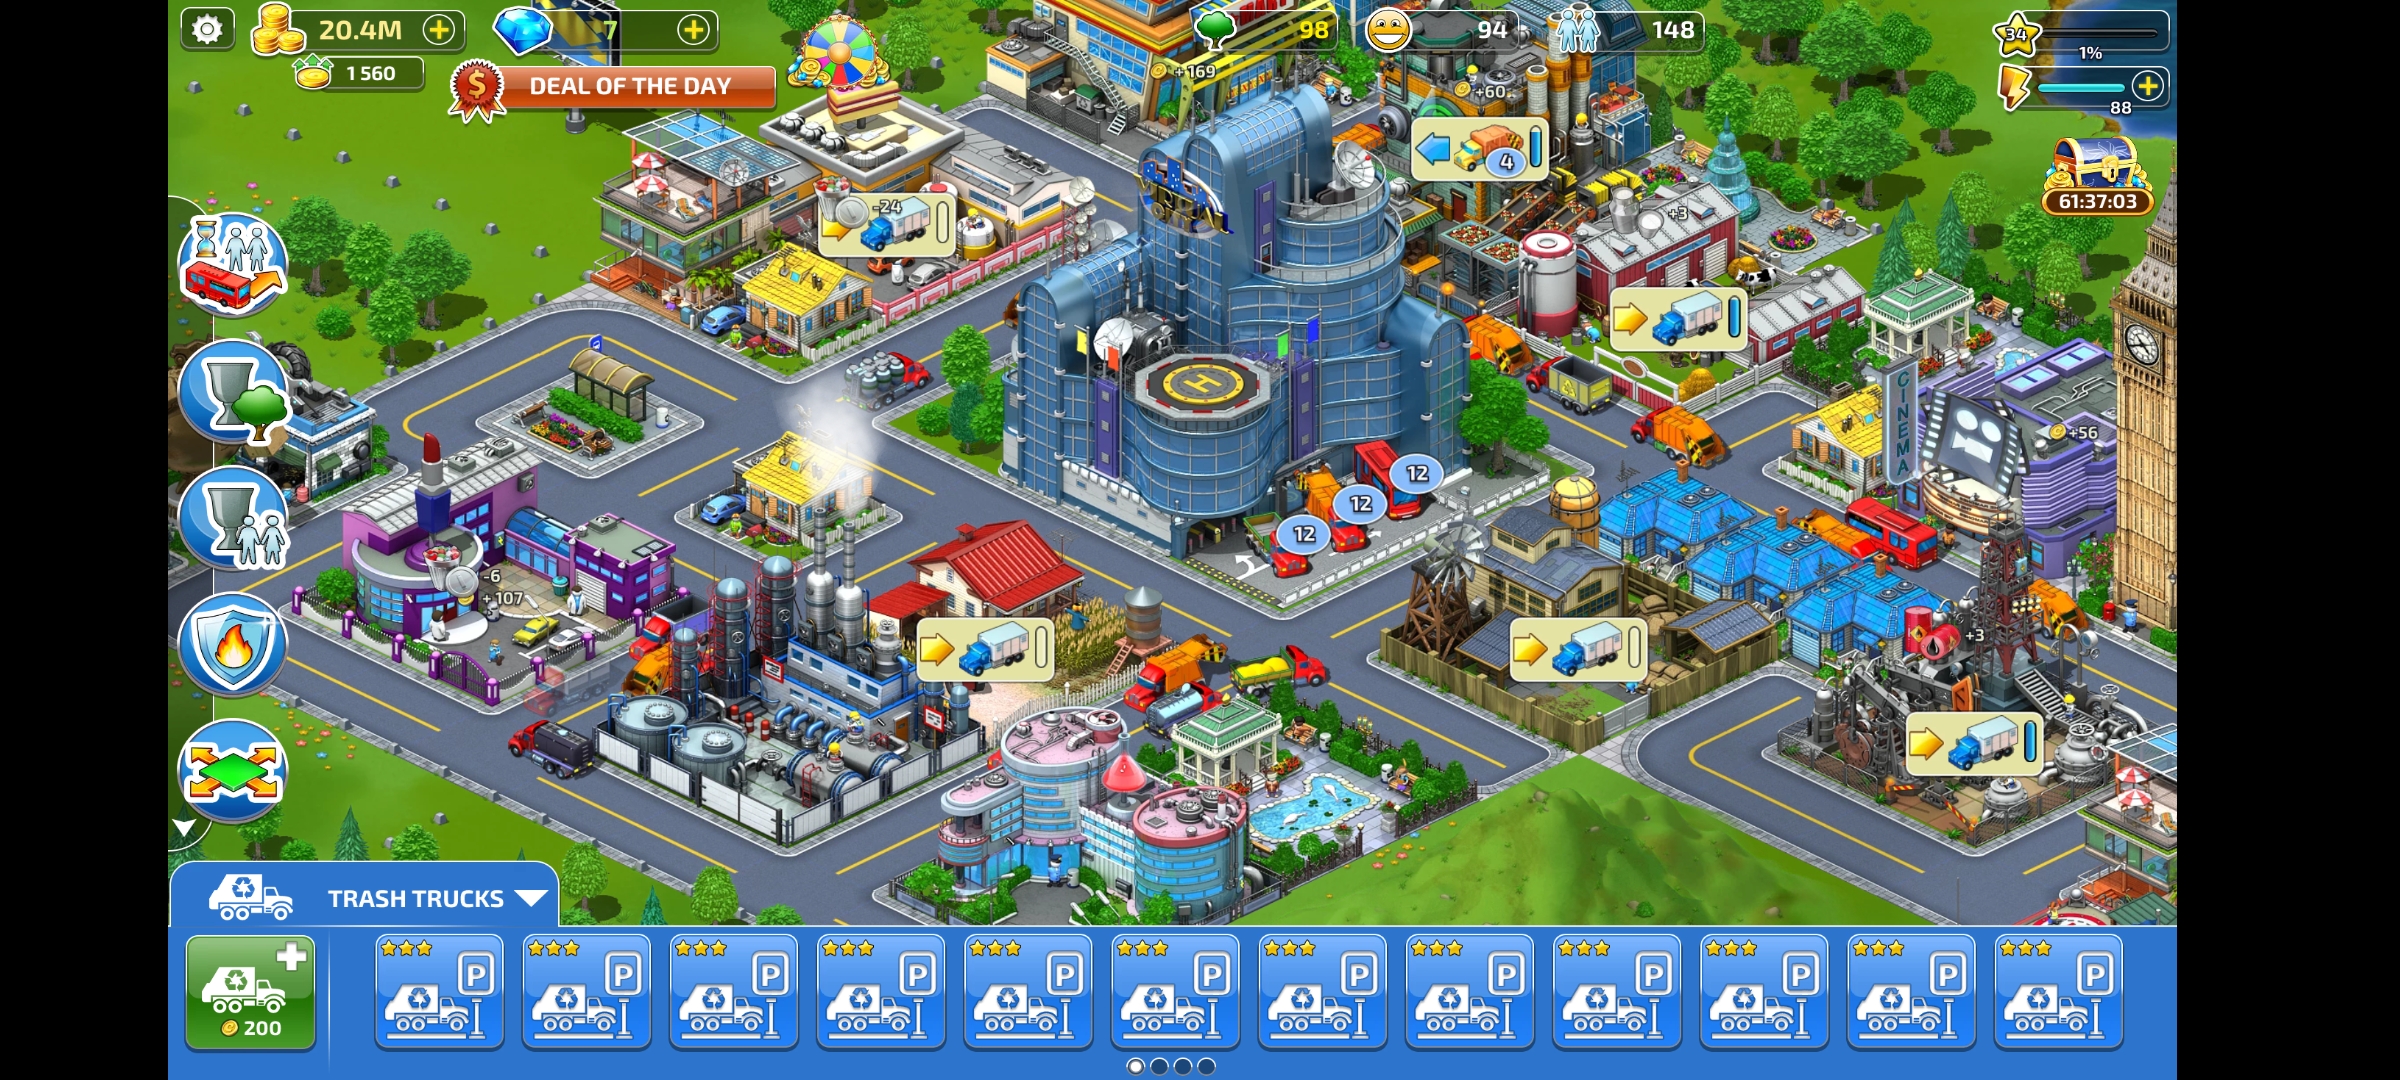 20.4M
7
98
94
148
34
1%
1 560
DEAL OF THE DAY
+169
+60
88
4
61:37:03
-24
+3
CINEMA
+56
12
12
12
-6
+107
+3
H
TRASH TRUCKS
200
P
P
P
P
P
P
P
P
P
P
P
P